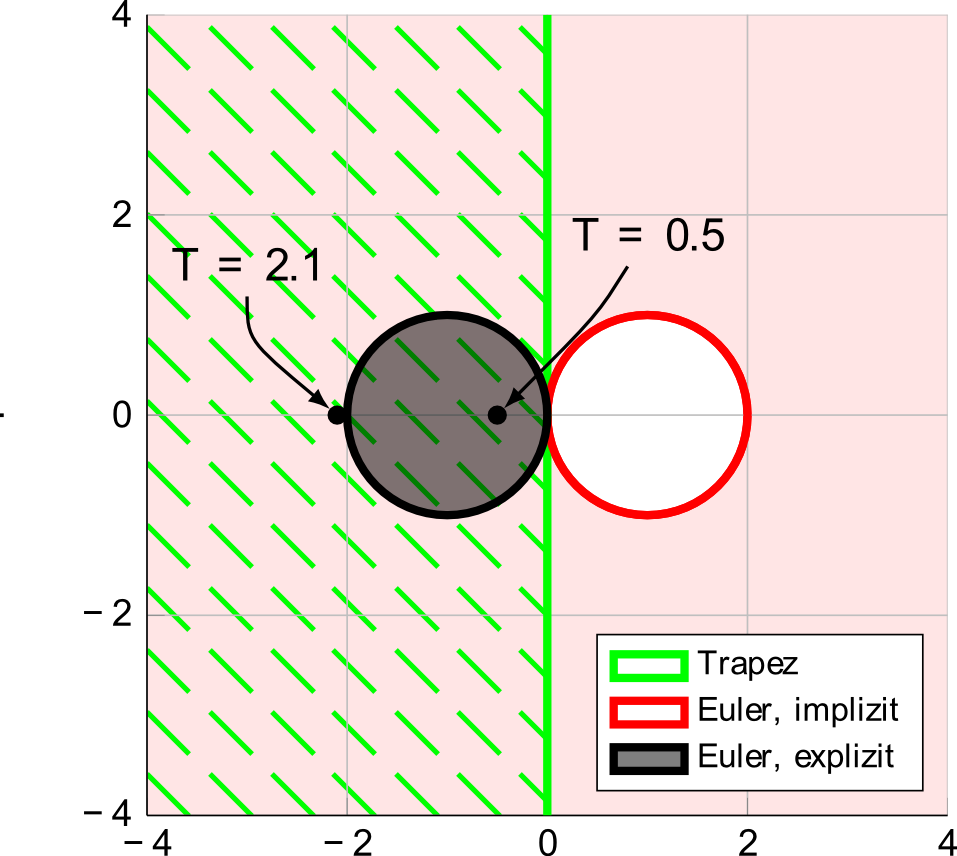 4
2
T = 0.5
T = 2.1
0
− 2
Trapez
Euler, implizit
Euler, explizit
− 4
− 4
− 2
0
2
4